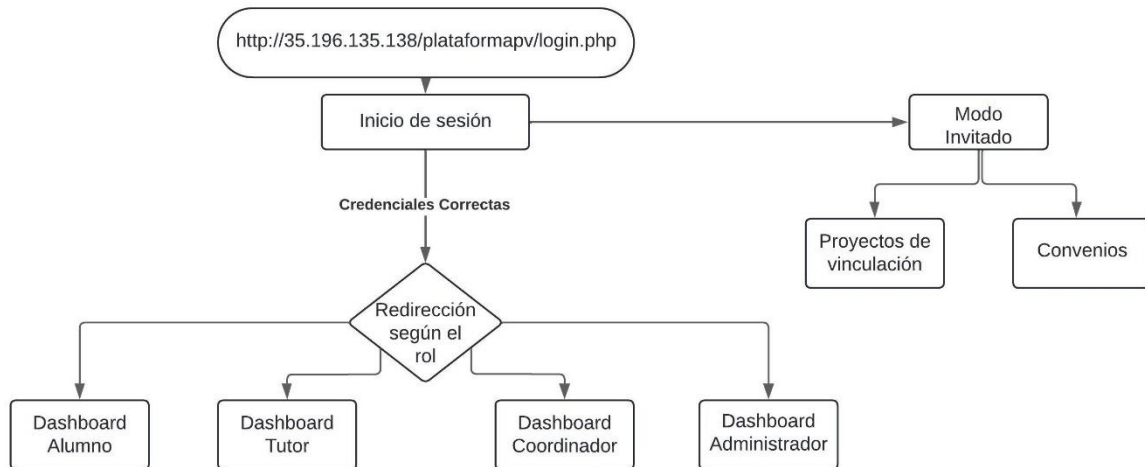 http://35.196.135.138/plataformapv/login.php
Inicio de sesión
Modo
Invitado
Credenciales Correctas
Proyectos de
vinculación
Convenios
Redirección
según el
rol
Dashboard
Alumno
Dashboard
Tutor
Dashboard
Coordinador
Dashboard
Administrador